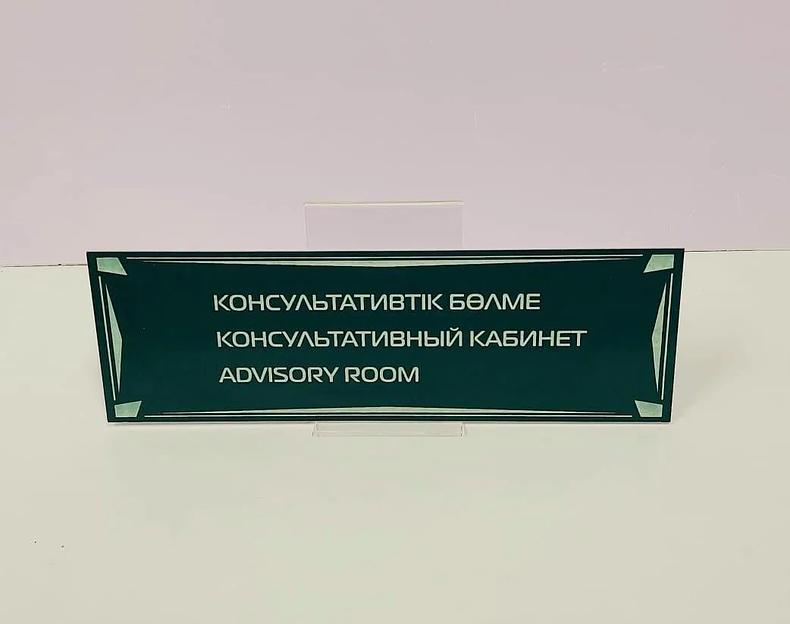 КОНСУЛЬТАТИВТІК БӨЛМЕ
КОНСУЛЬТАТИВНЫЙ КАБИНЕТ
ADVISORY ROOM